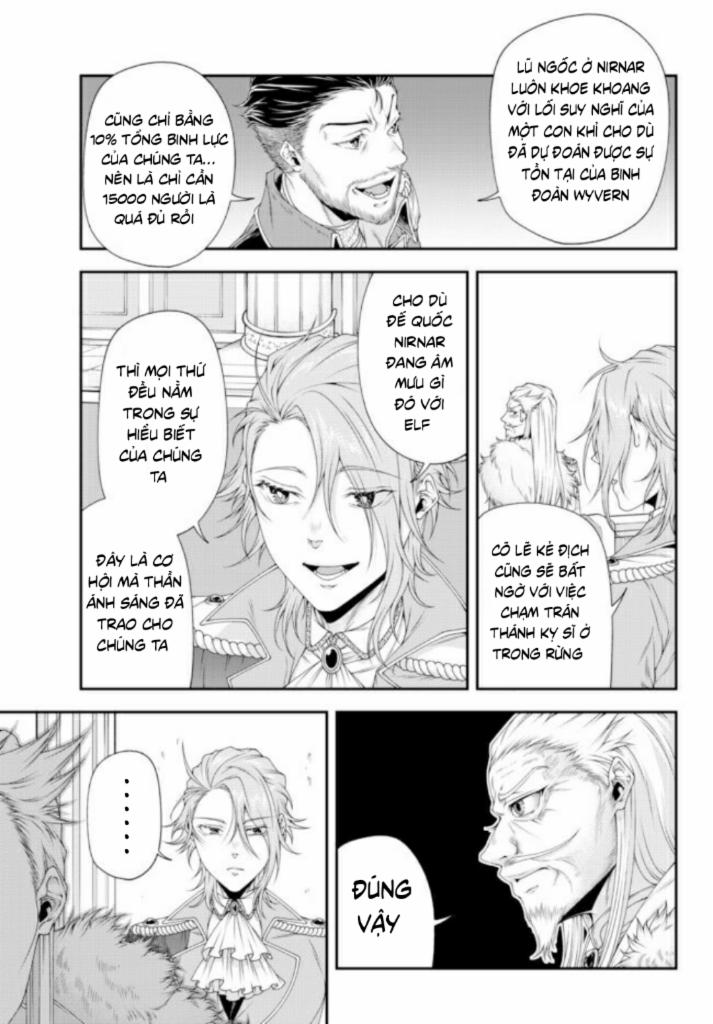 LŨ NGỐC Ở NIRNAR
LUÔN KHOE KHOANG
VỚI LỐI SUY NGHĨ CỦA
MỘT CON KHỈ CHO DÙ
ĐÃ DỰ ĐOÁN ĐƯỢC SỰ
TỒN TẠI CỦA BINH
ĐOÀN WYVERN
CŨNG CHỈ BẰNG
10% TỔNG BINH LỰC
CỦA CHÚNG TA...
NÊN LÀ CHỈ CẦN
15000 NGƯỜI LÀ
QUÁ ĐỦ RỒI
CÓ LẼ KẺ ĐỊCH
CŨNG SẼ BẤT
NGỜ VỚI VIỆC
CHẠM TRÁN
THÁNH KỴ SĨ Ở
TRONG RỪNG
CHO DÙ
ĐẾ QUỐC
NIRNAR
ĐANG ÂM
MƯU GÌ
ĐÓ VỚI
ELF
THÌ MỌI THỨ
ĐỀU NẰM
TRONG SỰ
HIỂU BIẾT
CỦA CHÚNG
TA
ĐÂY LÀ CƠ
HỘI MÀ THẦN
ÁNH SÁNG ĐÃ
TRAO CHO
CHÚNG TA
ĐÚNG
VẬY
......